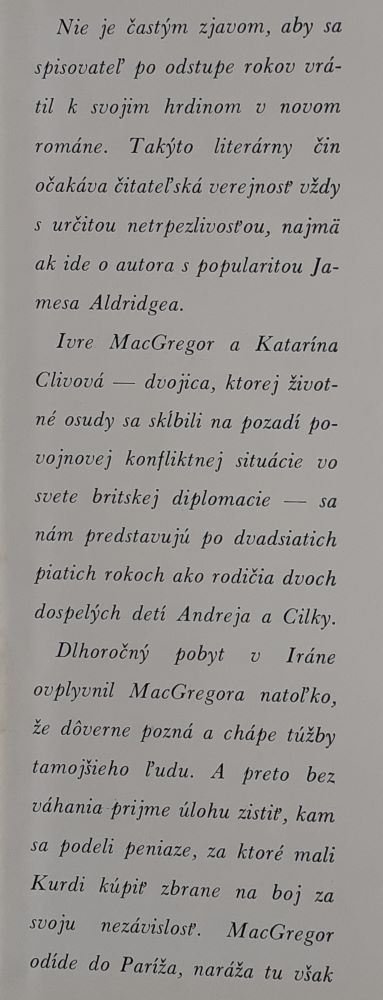 Nie je častým zjavom, aby sa
spisovateľ po odstupe rokov vrá-
til k svojim hrdinom v novom
románe. Takýto literárny čin
očakáva čitateľská verejnosť vždy
s určitou netrpezlivosťou, najmä
ak ide o autora s popularitou Ja-
mesa Aldridgea.
Ivre MacGregor a Katarína
Clivová — dvojica, ktorej život-
né osudy sa skĺbili na pozadí po-
vojnovej konfliktnej situácie vo
svete britskej diplomacie — sa
nám predstavujú po dvadsiatich
piatich rokoch ako rodičia dvoch
dospelých detí Andreja a Cilky.
Dlhoročný pobyt v Iráne
ovplyvnil MacGregora natoľko,
že dôverne pozná a chápe túžby
tamojšieho ľudu. A preto bez
váhania prijme úlohu zistiť, kam
sa podeli peniaze, za ktoré mali
Kurdi kúpiť zbrane na boj za
svoju nezávislosť. MacGregor
odíde do Paríža, naráža tu však